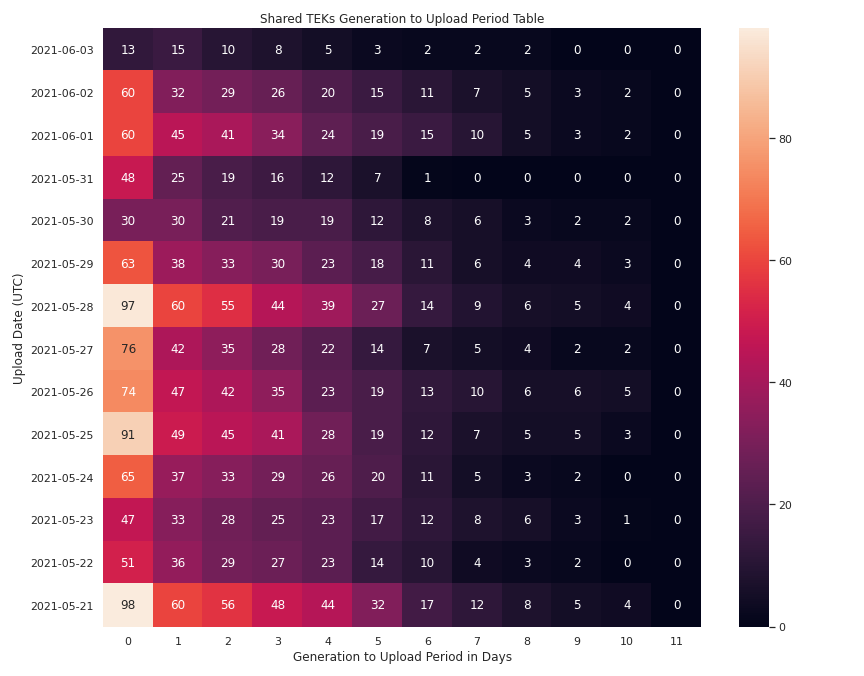 Shared TEKs Generation to Upload Period Table
Upload Date (UTC)
2021-06-03 13 15 10 8 5 3 2 2 2 0 0 0
2021-06-02 60 32 29 26 20 15 11 7 5 3 2 0
2021-06-01 60 45 41 34 24 19 15 10 5 3 2 0
2021-05-31 48 25 19 16 12 7 1 0 0 0 0 0
2021-05-30 30 30 21 19 19 12 8 6 3 2 2 0
2021-05-29 63 38 33 30 23 18 11 6 4 4 3 0
2021-05-28 97 60 55 44 39 27 14 9 6 5 4 0
2021-05-27 76 42 35 28 22 14 7 5 4 2 2 0
2021-05-26 74 47 42 35 23 19 13 10 6 6 5 0
2021-05-25 91 49 45 41 28 19 12 7 5 5 3 0
2021-05-24 65 37 33 29 26 20 11 5 3 2 0 0
2021-05-23 47 33 28 25 23 17 12 8 6 3 1 0
2021-05-22 51 36 29 27 23 14 10 4 3 2 0 0
2021-05-21 98 60 56 48 44 32 17 12 8 5 4 0
0 1 2 3 4 5 6 7 8 9 10 11
Generation to Upload Period in Days
80
60
40
20
0